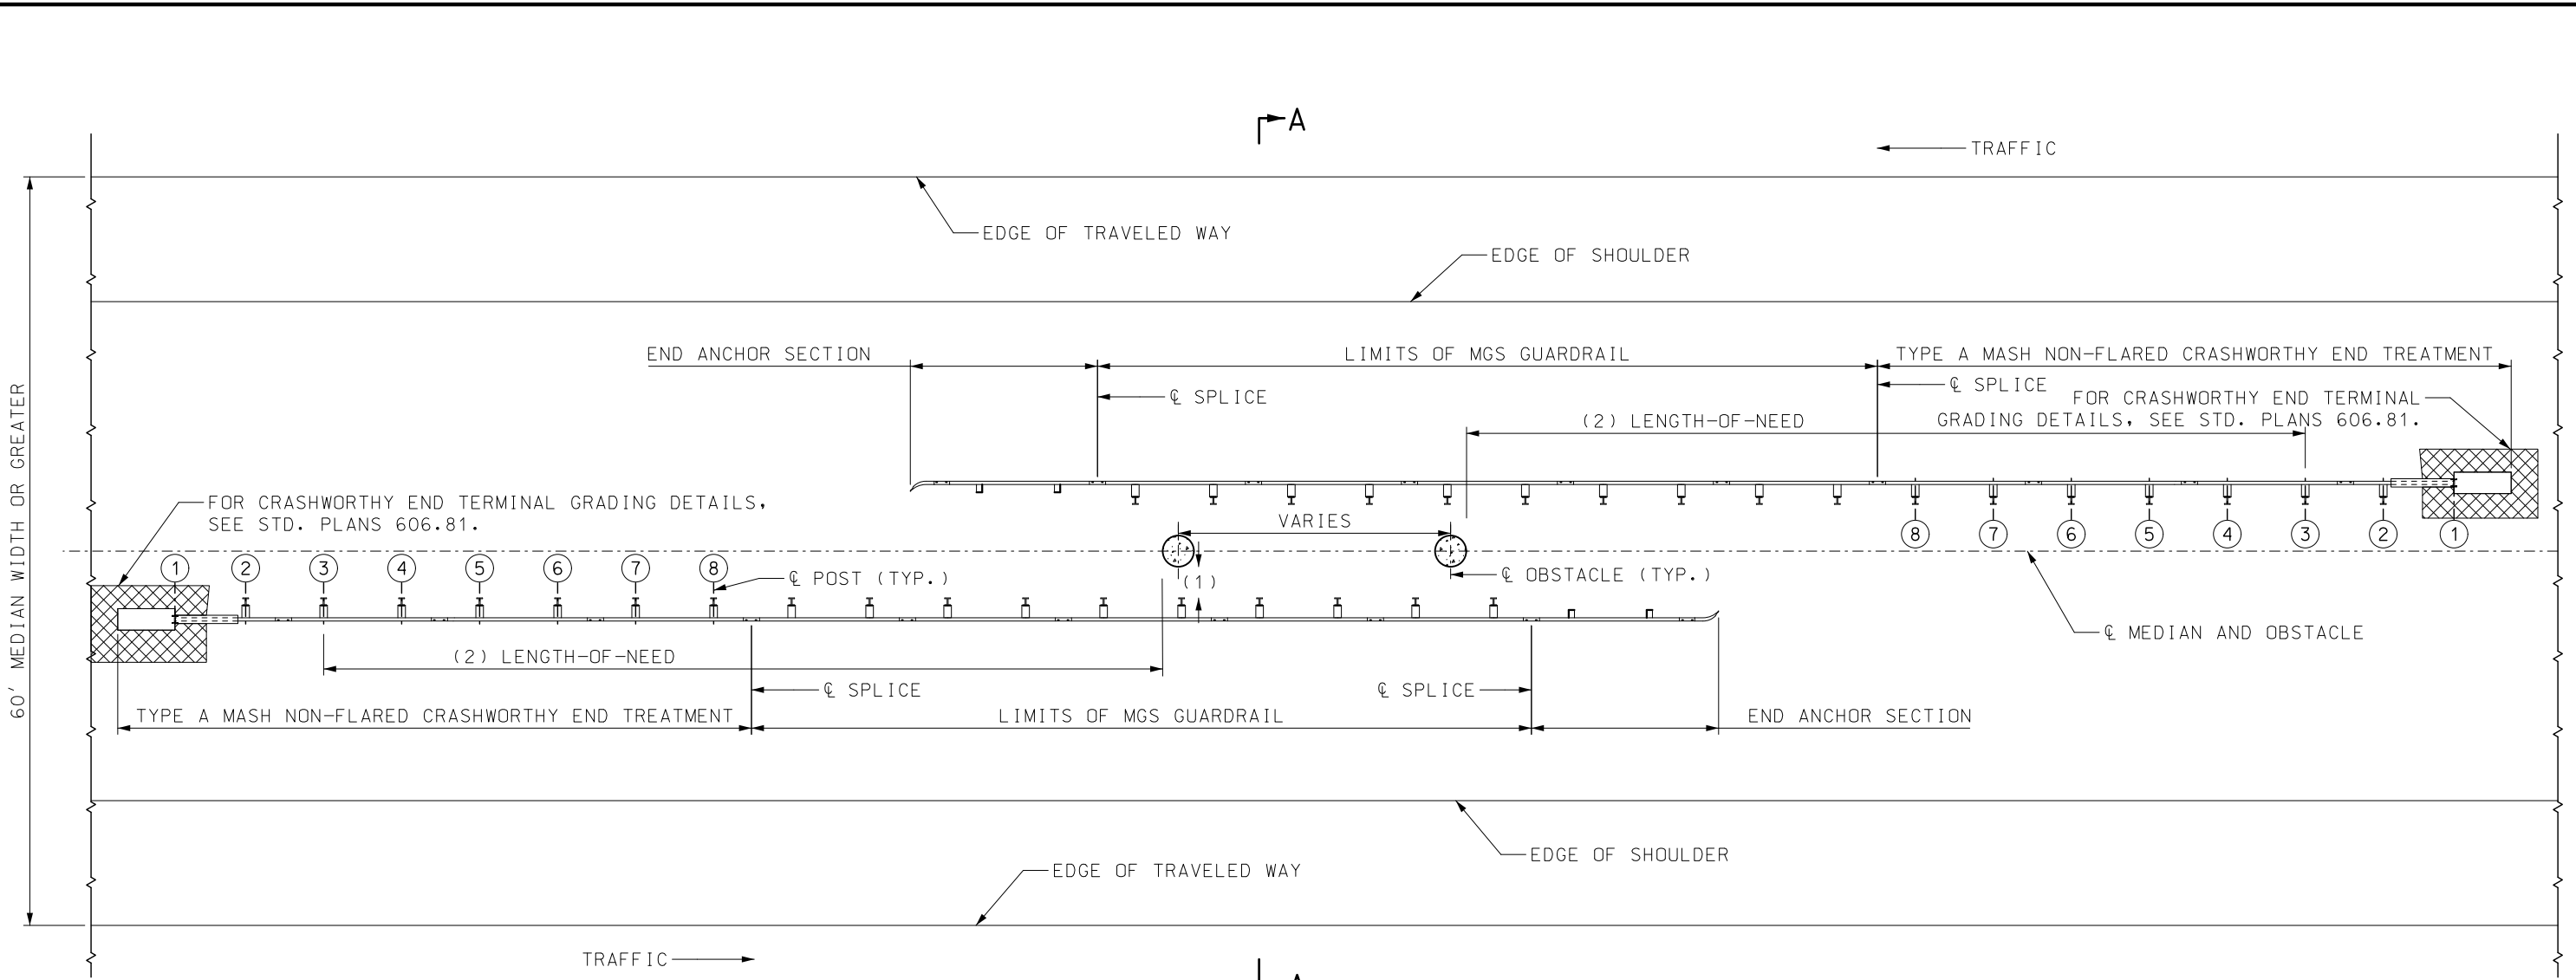 A
TRAFFIC
EDGE OF TRAVELED WAY
EDGE OF SHOULDER
END ANCHOR SECTION
LIMITS OF MGS GUARDRAIL
TYPE A MASH NON-FLARED CRASHWORTHY END TREATMENT
℄ SPLICE
℄ SPLICE
FOR CRASHWORTHY END TERMINAL
GRADING DETAILS, SEE STD. PLANS 606.81.
(2) LENGTH-OF-NEED
60' MEDIAN WIDTH OR GREATER
FOR CRASHWORTHY END TERMINAL GRADING DETAILS,
SEE STD. PLANS 606.81.
VARIES
8 7 6 5 4 3 2 1
1 2 3 4 5 6 7 8
℄ POST (TYP.)
(1)
℄ OBSTACLE (TYP.)
℄ MEDIAN AND OBSTACLE
(2) LENGTH-OF-NEED
℄ SPLICE
℄ SPLICE
TYPE A MASH NON-FLARED CRASHWORTHY END TREATMENT
LIMITS OF MGS GUARDRAIL
END ANCHOR SECTION
EDGE OF SHOULDER
EDGE OF TRAVELED WAY
TRAFFIC
A